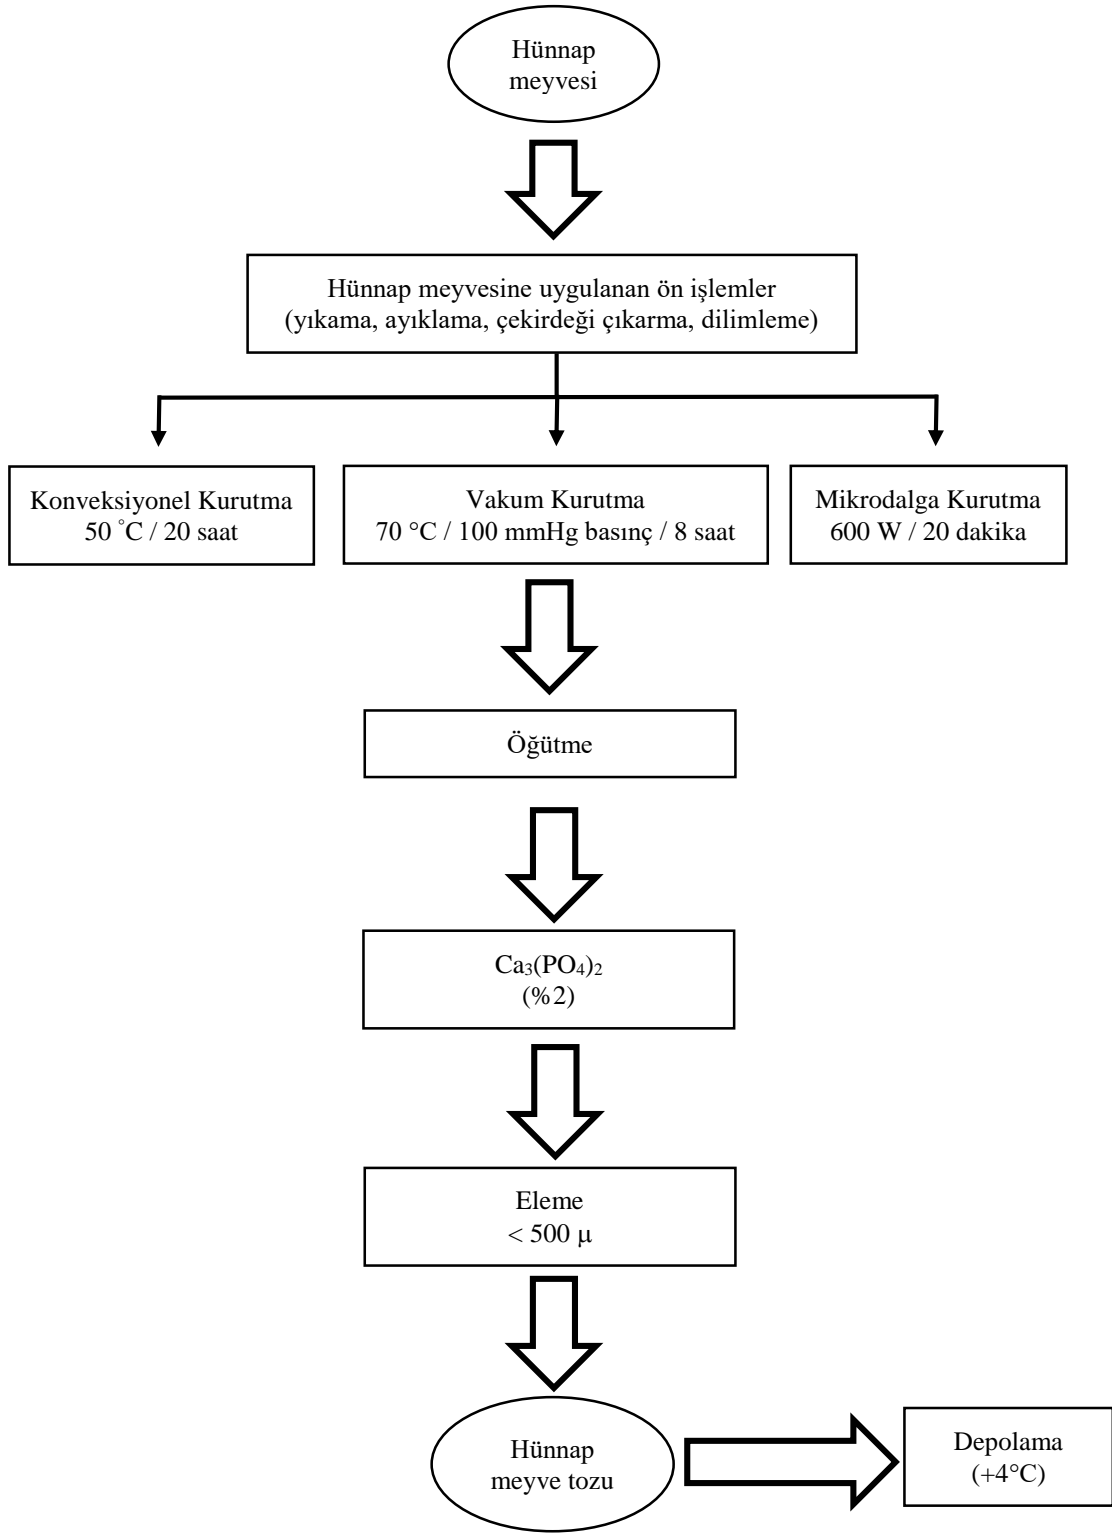 Hünnap
meyvesi
Hünnap meyvesine uygulanan ön işlemler
(yıkama, ayıklama, çekirdeği çıkarma, dilimleme)
Konveksiyonel Kurutma
50 °C / 20 saat
Vakum Kurutma
70 °C / 100 mmHg basınç / 8 saat
Mikrodalga Kurutma
600 W / 20 dakika
Öğütme
Ca₃(PO₄)₂
(%2)
Eleme
< 500 µ
Hünnap
meyve tozu
Depolama
(+4°C)